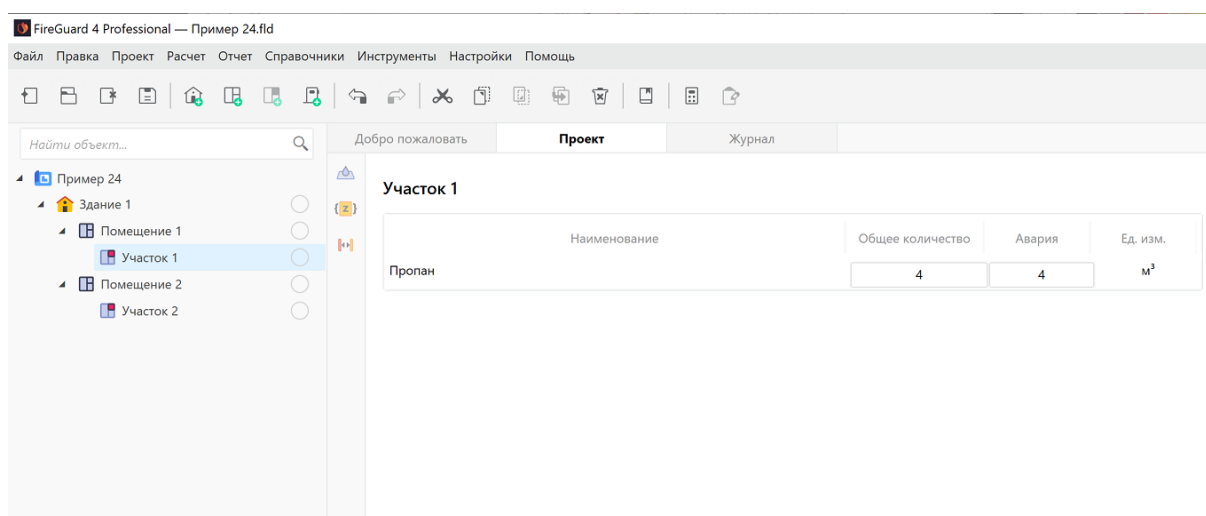 FireGuard 4 Professional — Пример 24.fld
Файл Правка Проект Расчет Отчет Справочники Инструменты Настройки Помощь
Найти объект...
Добро пожаловать Проект Журнал
Пример 24
Здание 1
Помещение 1
Участок 1
Помещение 2
Участок 2
{z}
Участок 1
Наименование Общее количество Авария Ед. изм.
Пропан 4 4 м³